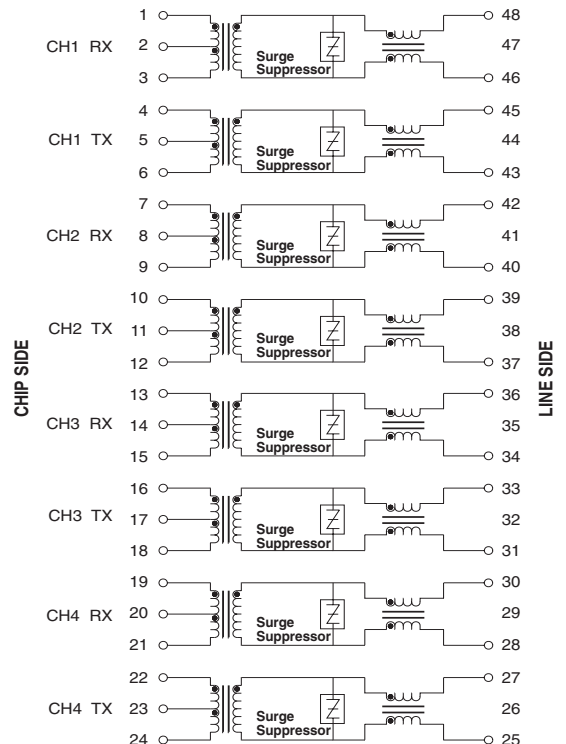 1 48
CH1 RX 2 47
Surge
Suppressor
3 46
4 45
CH1 TX 5 44
Surge
Suppressor
6 43
7 42
CH2 RX 8 41
Surge
Suppressor
9 40
10 39
CH2 TX 11 38
Surge
Suppressor
12 37
CHIP SIDE
LINE SIDE
13 36
CH3 RX 14 35
Surge
Suppressor
15 34
16 33
CH3 TX 17 32
Surge
Suppressor
18 31
19 30
CH4 RX 20 29
Surge
Suppressor
21 28
22 27
CH4 TX 23 26
Surge
Suppressor
24 25